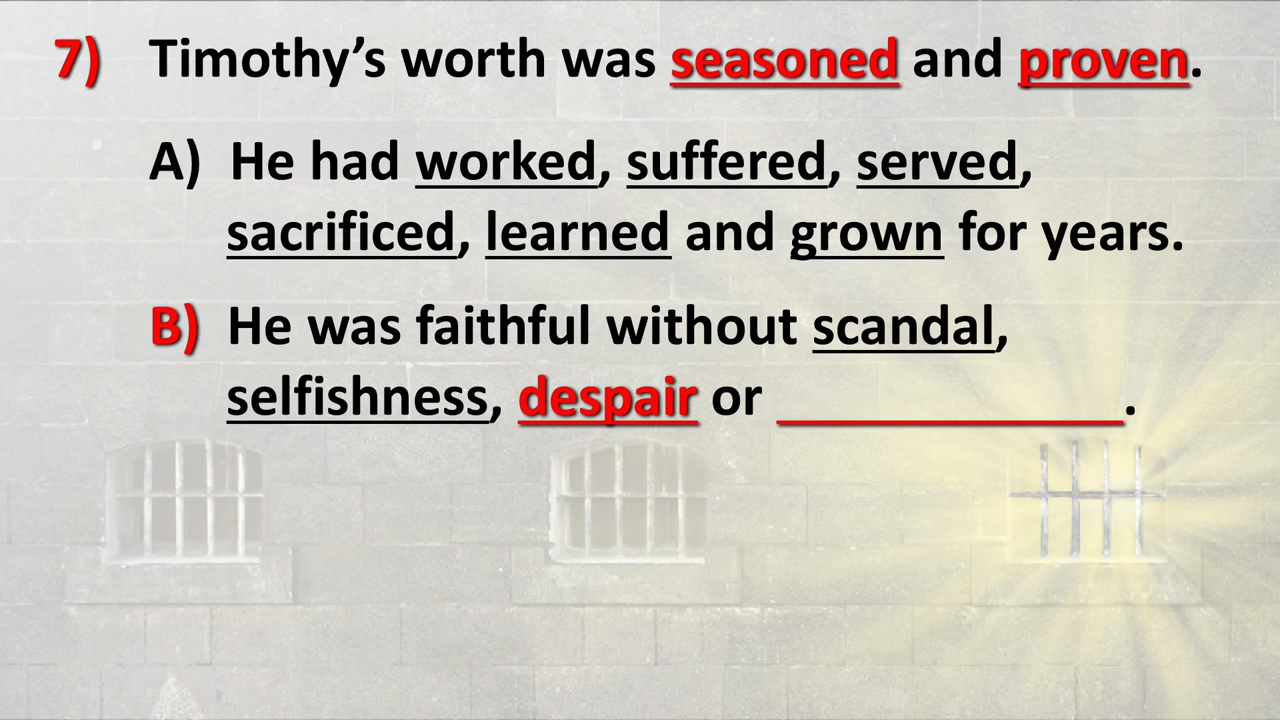 7) Timothy’s worth was seasoned and proven.
A) He had worked, suffered, served,
sacrificed, learned and grown for years.
B) He was faithful without scandal,
selfishness, despair or ______________.